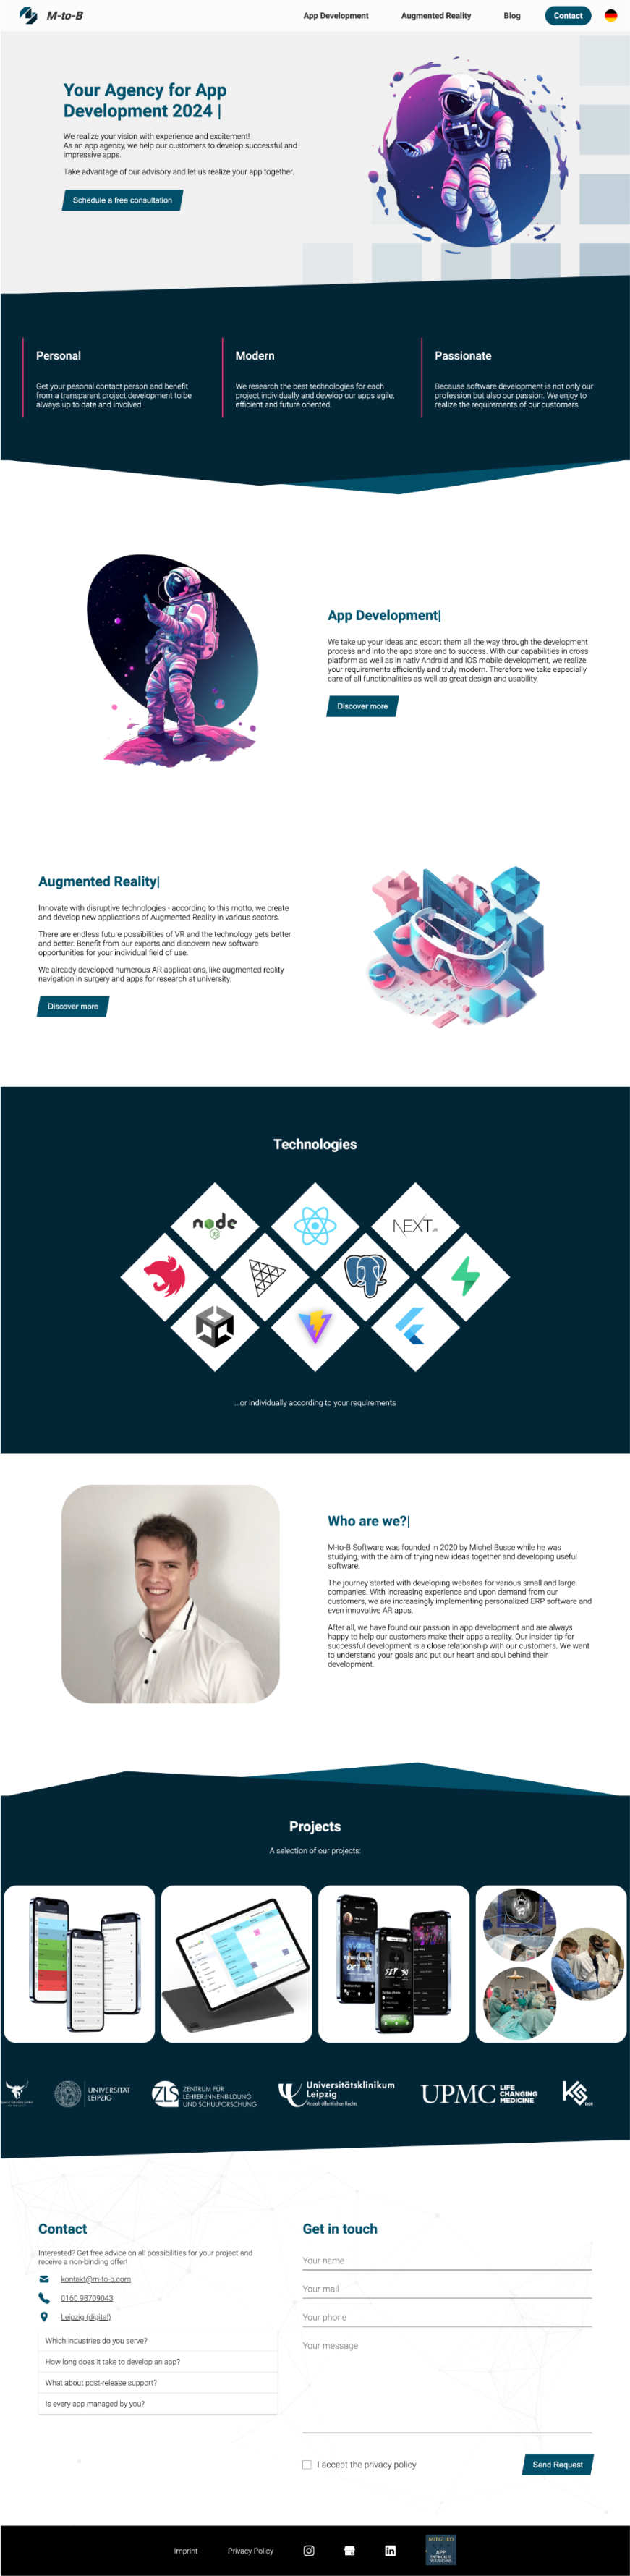 M-to-B
App Development
Augmented Reality
Blog
Contact
Your Agency for App
Development 2024 |
We realize your vision with experience and excitement!
As an app agency, we help our customers to develop successful and
impressive apps.
Take advantage of our advisory and let us realize your app together.
Schedule a free consultation
Personal
Get your pesonal contact person and benefit
from a transparent project development to be
always up to date and involved.
Modern
We research the best technologies for each
project individually and develop our apps agile,
efficient and future oriented.
Passionate
Because software development is not only our
profession but also our passion. We enjoy to
realize the requirements of our customers
App Development|
We take up your ideas and escort them all the way through the development
process and into the app store and to success. With our capabilities in cross
platform as well as in nativ Android and IOS mobile development, we realize
your requirements efficiently and truly modern. Therefore we take especially
care of all functionalities as well as great design and usability.
Discover more
Augmented Reality|
Innovate with disruptive technologies - according to this motto, we create
and develop new applications of Augmented Reality in various sectors.
There are endless future possibilities of VR and the technology gets better
and better. Benefit from our experts and discovern new software
opportunities for your individual field of use.
We already developed numerous AR applications, like augmented reality
navigation in surgery and apps for research at university.
Discover more
Technologies
node
JS
NEXT.JS
...or individually according to your requirements
Who are we?|
M-to-B Software was founded in 2020 by Michel Busse while he was
studying, with the aim of trying new ideas together and developing useful
software.
The journey started with developing websites for various small and large
companies. With increasing experience and upon demand from our
customers, we are increasingly implementing personalized ERP software and
even innovative AR apps.
After all, we have found our passion in app development and are always
happy to help our customers make their apps a reality. Our insider tip for
successful development is a close relationship with our customers. We want
to understand your goals and put our heart and soul behind their
development.
Projects
A selection of our projects:
UNIVERSITÄT
LEIPZIG
ZLS
ZENTRUM FÜR
LEHRER:INNENBILDUNG
UND SCHULFORSCHUNG
Universitätsklinikum
Leipzig
Anstalt öffentlichen Rechts
UPMC
LIFE
CHANGING
MEDICINE
KS
Contact
Interested? Get free advice on all possibilities for your project and
receive a non-binding offer!
kontakt@m-to-b.com
0160 98709043
Leipzig (digital)
Which industries do you serve?
How long does it take to develop an app?
What about post-release support?
Is every app managed by you?
Get in touch
Your name
Your mail
Your phone
Your message
I accept the privacy policy
Send Request
Imprint
Privacy Policy
MITGLIED
APP